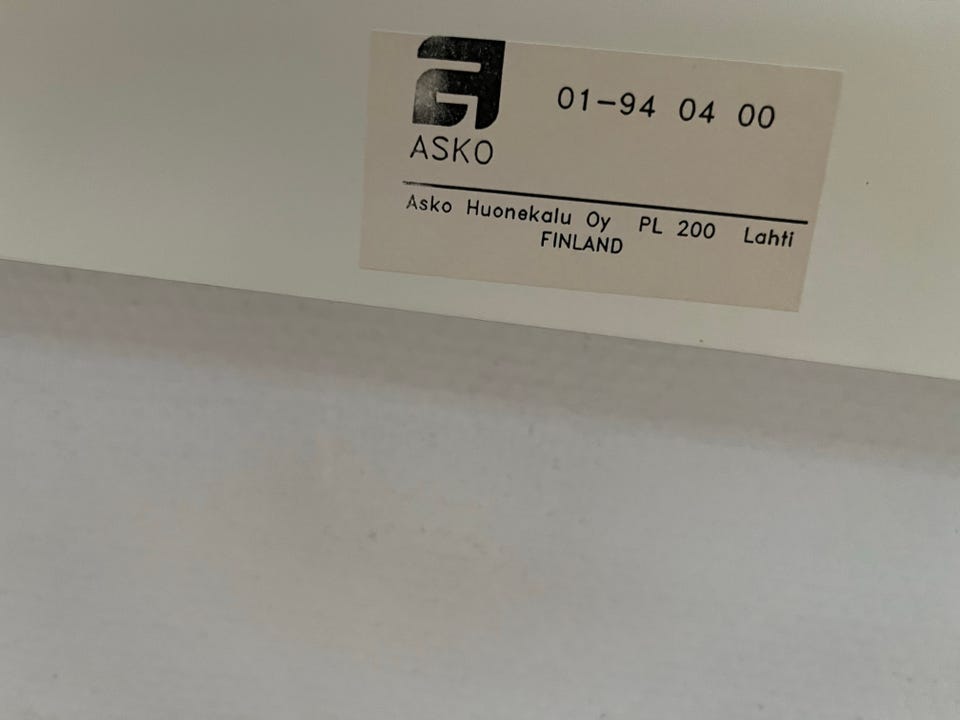 01-94 04 00
ASKO
Asko Huonekalu Oy PL 200 Lahti
FINLAND